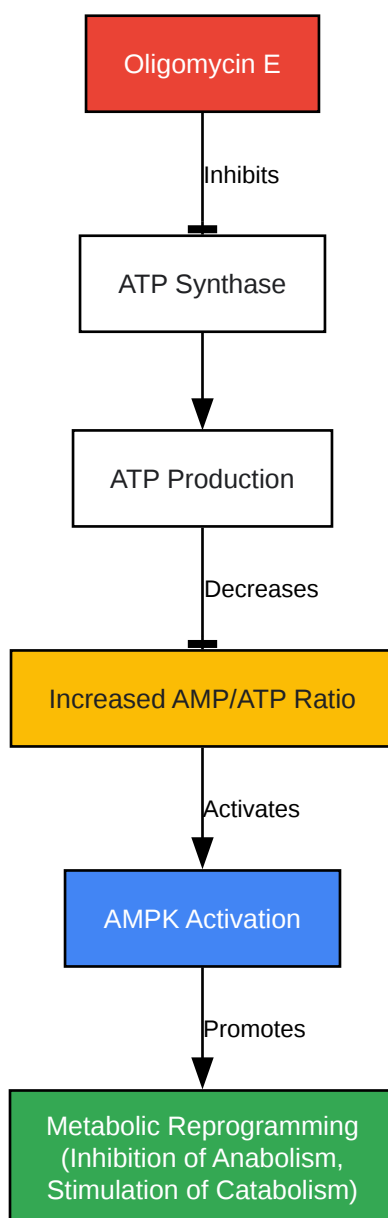 Oligomycin E
Inhibits
ATP Synthase
ATP Production
Decreases
Increased AMP/ATP Ratio
Activates
AMPK Activation
Promotes
Metabolic Reprogramming
(Inhibition of Anabolism,
Stimulation of Catabolism)